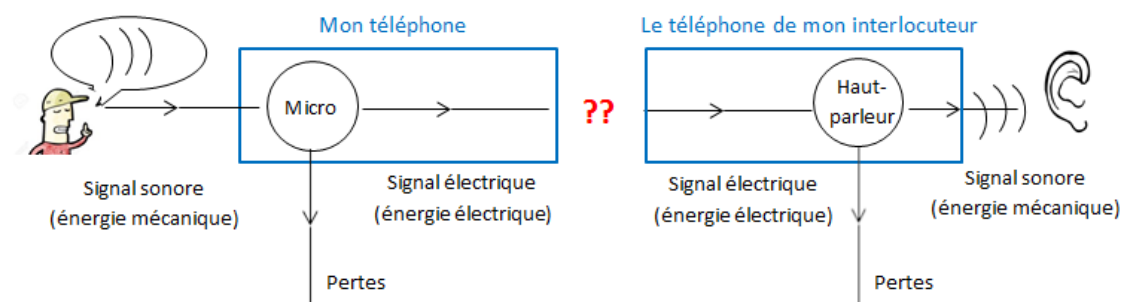 Mon téléphone
Le téléphone de mon interlocuteur
Micro
??
Haut-
parleur
Signal sonore
(énergie mécanique)
Signal électrique
(énergie électrique)
Signal électrique
(énergie électrique)
Signal sonore
(énergie mécanique)
Pertes
Pertes